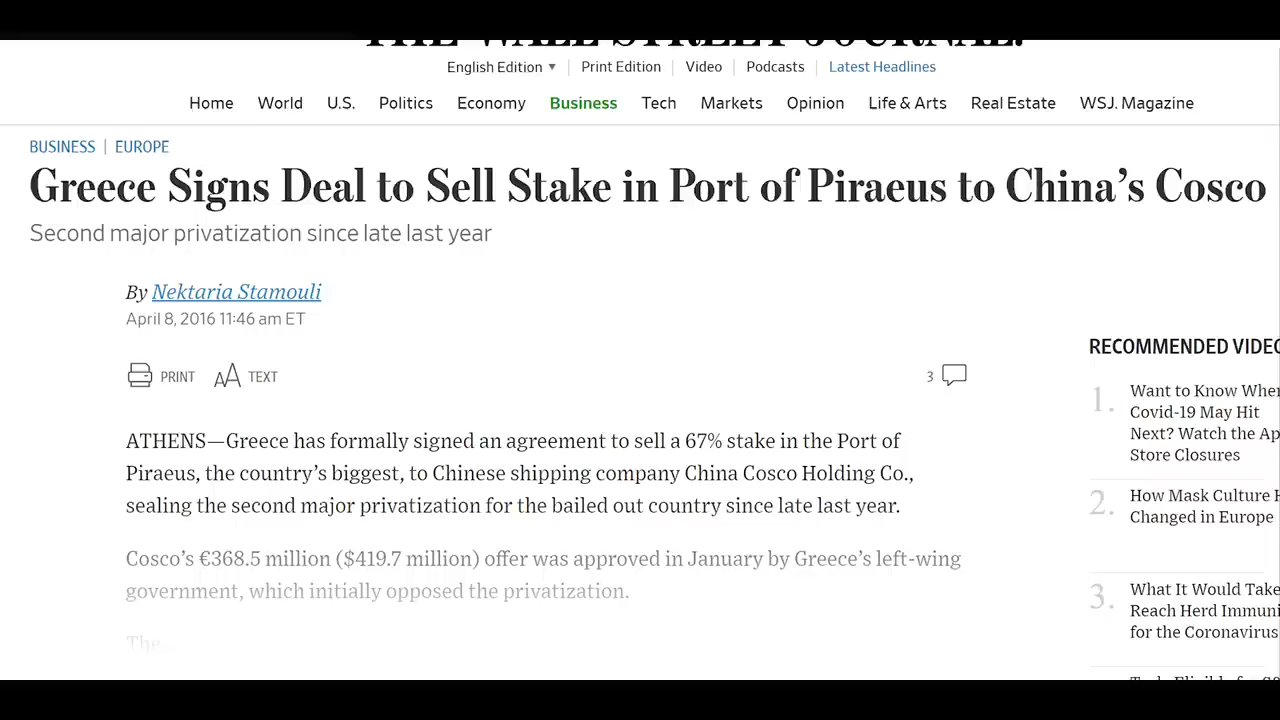 THE WALL STREET JOURNAL.
English Edition ▼ | Print Edition | Video | Podcasts | Latest Headlines
Home World U.S. Politics Economy Business Tech Markets Opinion Life & Arts Real Estate WSJ. Magazine
BUSINESS | EUROPE
Greece Signs Deal to Sell Stake in Port of Piraeus to China's Cosco
Second major privatization since late last year
By Nektaria Stamouli
April 8, 2016 11:46 am ET
PRINT TEXT
3
ATHENS—Greece has formally signed an agreement to sell a 67% stake in the Port of
Piraeus, the country's biggest, to Chinese shipping company China Cosco Holding Co.,
sealing the second major privatization for the bailed out country since late last year.
Cosco's €368.5 million ($419.7 million) offer was approved in January by Greece's left-wing
government, which initially opposed the privatization.
The...
RECOMMENDED
1. Want to Know
Covid-19 May Hit
Next? Watch the
Store Closures
2. How Mask Culture
Changed in Europe
3. What It Would Take
Reach Herd
for the Coronavirus